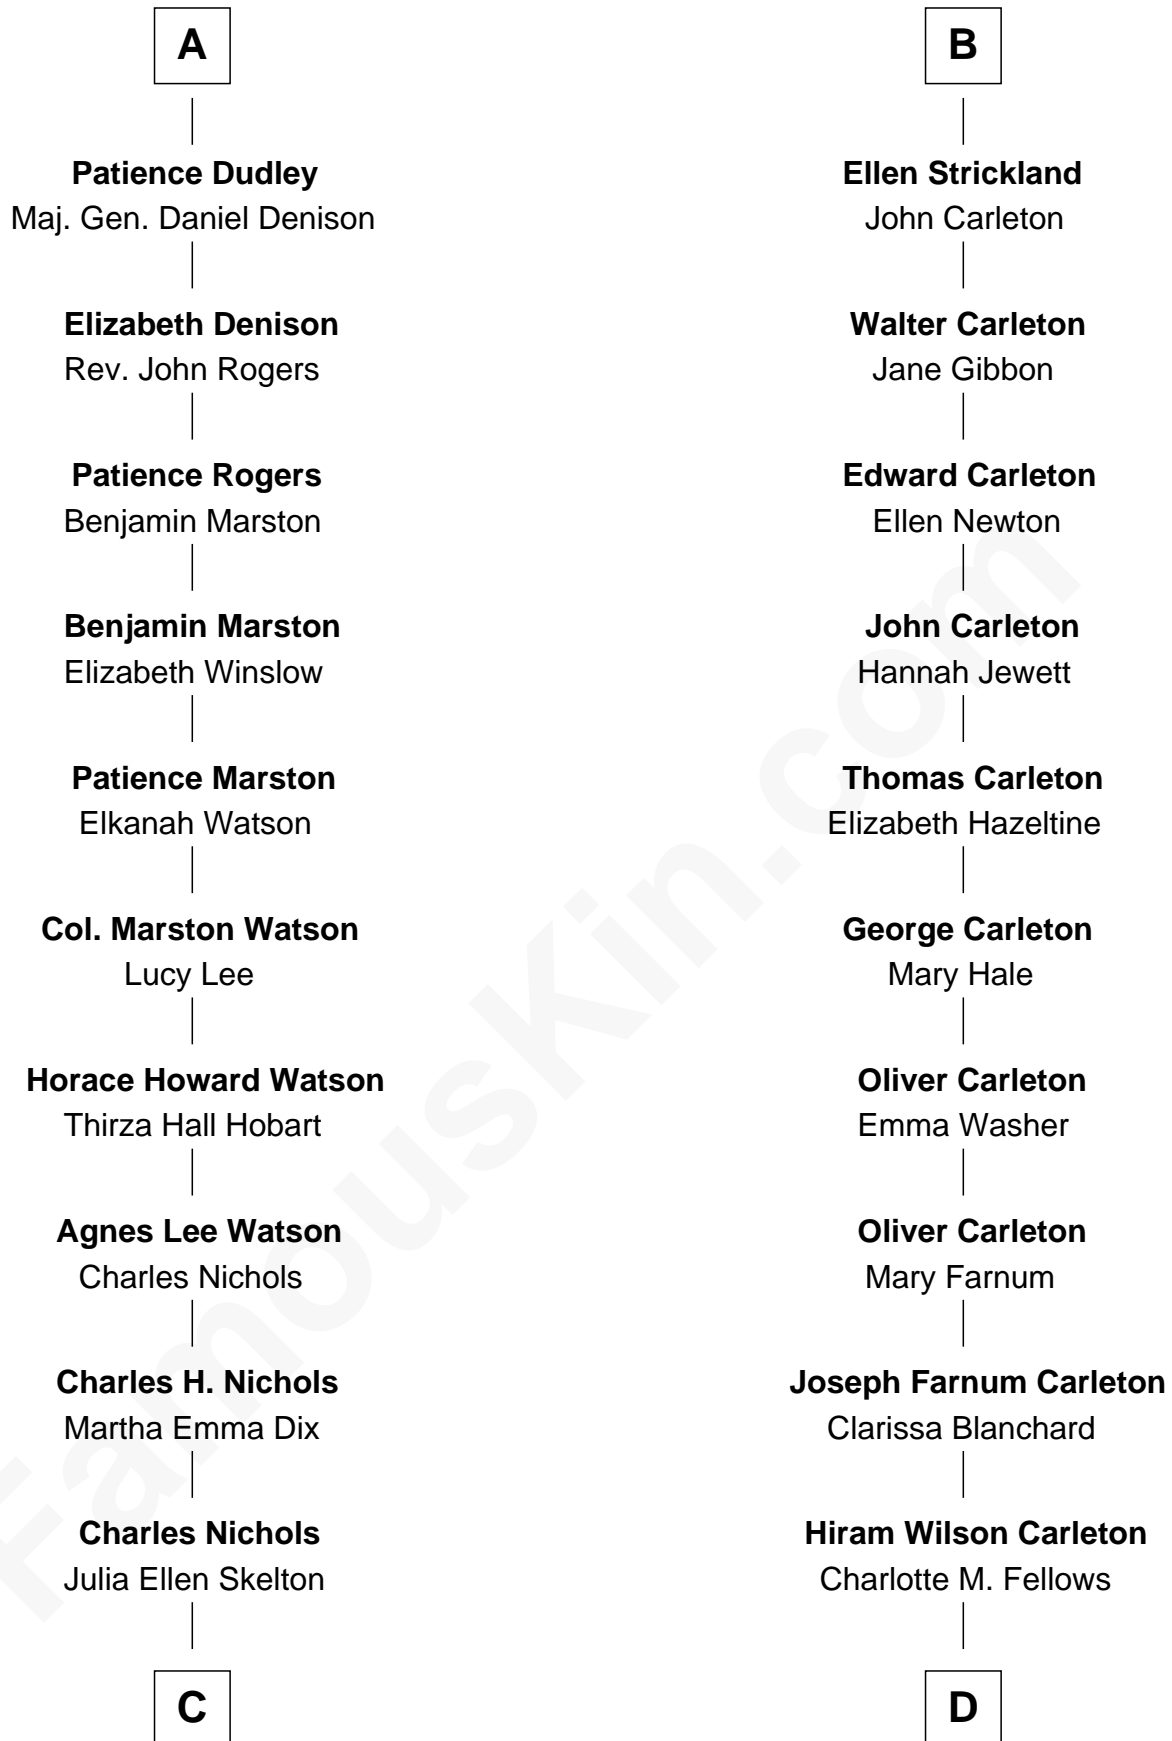 A
Patience Dudley
Maj. Gen. Daniel Denison
Elizabeth Denison
Rev. John Rogers
Patience Rogers
Benjamin Marston
Benjamin Marston
Elizabeth Winslow
Patience Marston
Elkanah Watson
Col. Marston Watson
Lucy Lee
Horace Howard Watson
Thirza Hall Hobart
Agnes Lee Watson
Charles Nichols
Charles H. Nichols
Martha Emma Dix
Charles Nichols
Julia Ellen Skelton
C
B
Ellen Strickland
John Carleton
Walter Carleton
Jane Gibbon
Edward Carleton
Ellen Newton
John Carleton
Hannah Jewett
Thomas Carleton
Elizabeth Hazeltine
George Carleton
Mary Hale
Oliver Carleton
Emma Washer
Oliver Carleton
Mary Farnum
Joseph Farnum Carleton
Clarissa Blanchard
Hiram Wilson Carleton
Charlotte M. Fellows
D
FamousKin.com